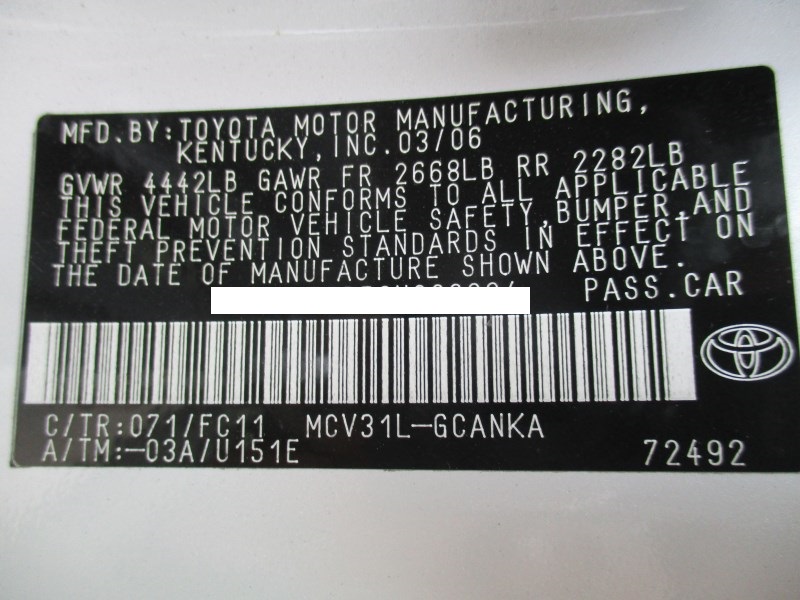 MFD.BY:TOYOTA MOTOR MANUFACTURING,
KENTUCKY,INC.03/06
GVWR 4442LB GAWR FR 2668LB RR 2282LB
THIS VEHICLE CONFORMS TO ALL APPLICABLE
FEDERAL MOTOR VEHICLE SAFETY,BUMPER,AND
THEFT PREVENTION STANDARDS IN EFFECT ON
THE DATE OF MANUFACTURE SHOWN ABOVE.
PASS.CAR
C/TR:071/FC11 MCV31L-GCANKA
A/TM:-03A/U151E 72492